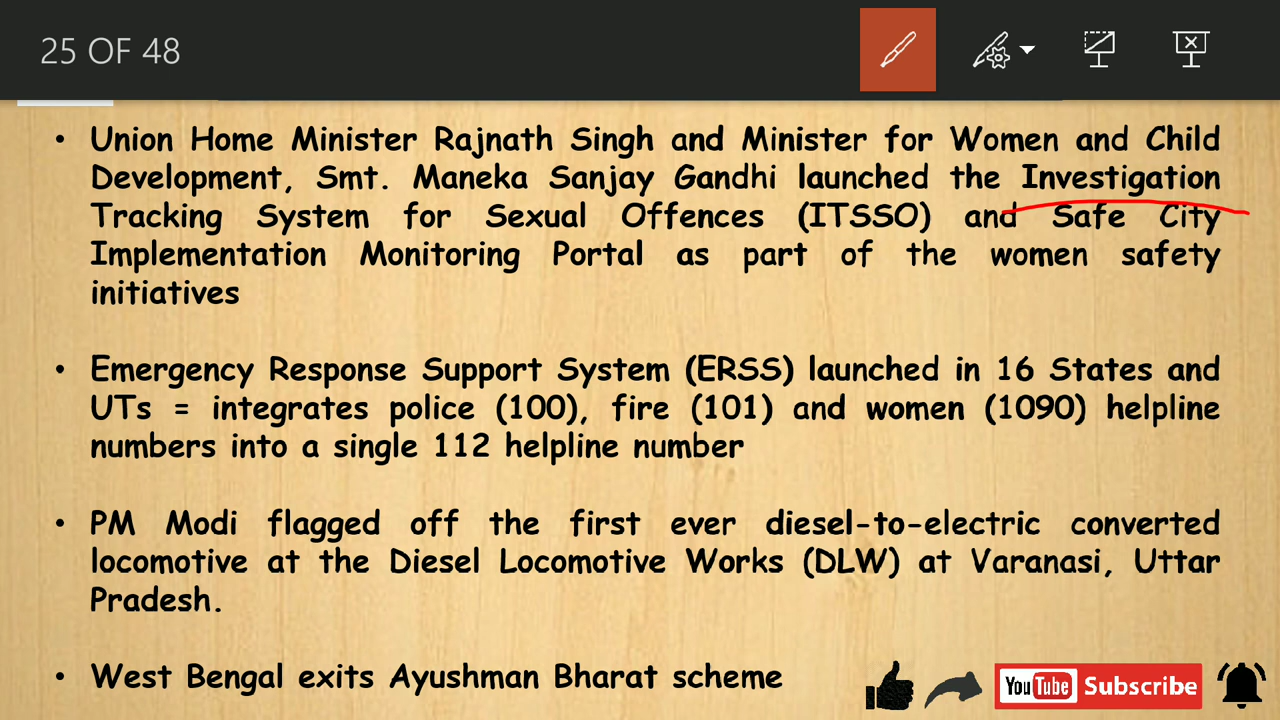 25 OF 48
• Union Home Minister Rajnath Singh and Minister for Women and Child
Development, Smt. Maneka Sanjay Gandhi launched the Investigation
Tracking System for Sexual Offences (ITSSO) and Safe City
Implementation Monitoring Portal as part of the women safety
initiatives
• Emergency Response Support System (ERSS) launched in 16 States and
UTs = integrates police (100), fire (101) and women (1090) helpline
numbers into a single 112 helpline number
• PM Modi flagged off the first ever diesel-to-electric converted
locomotive at the Diesel Locomotive Works (DLW) at Varanasi, Uttar
Pradesh.
• West Bengal exits Ayushman Bharat scheme
YouTube Subscribe